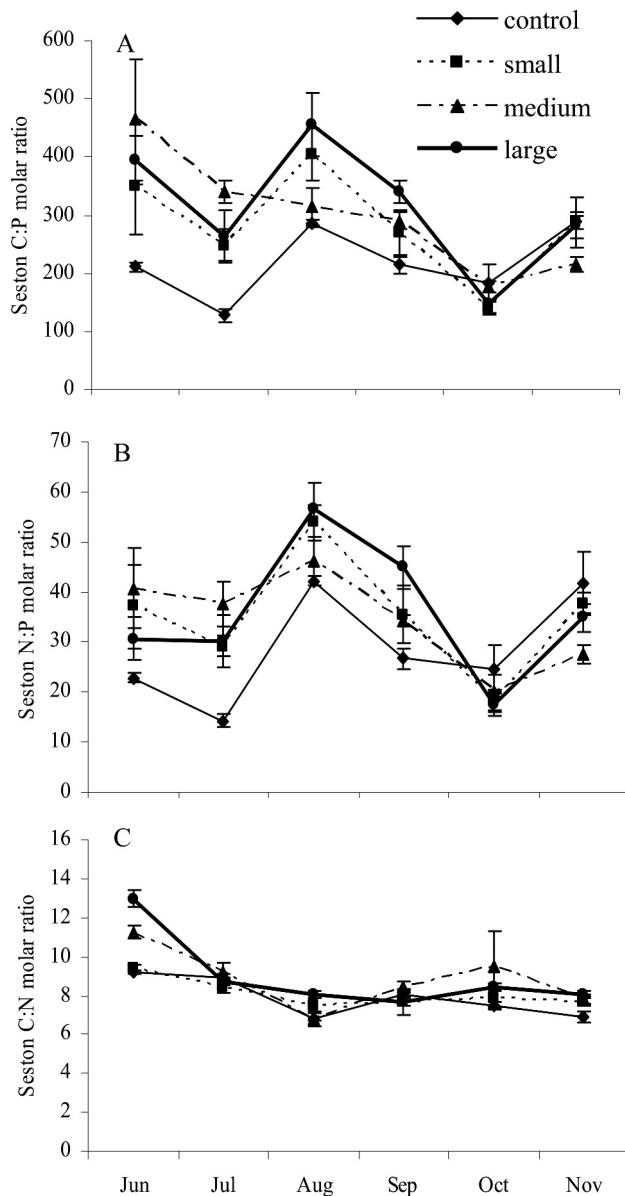 A
control
small
medium
large
Seston C:P molar ratio
600
500
400
300
200
100
0
B
Seston N:P molar ratio
70
60
50
40
30
20
10
0
C
Seston C:N molar ratio
16
14
12
10
8
6
4
2
0
Jun Jul Aug Sep Oct Nov